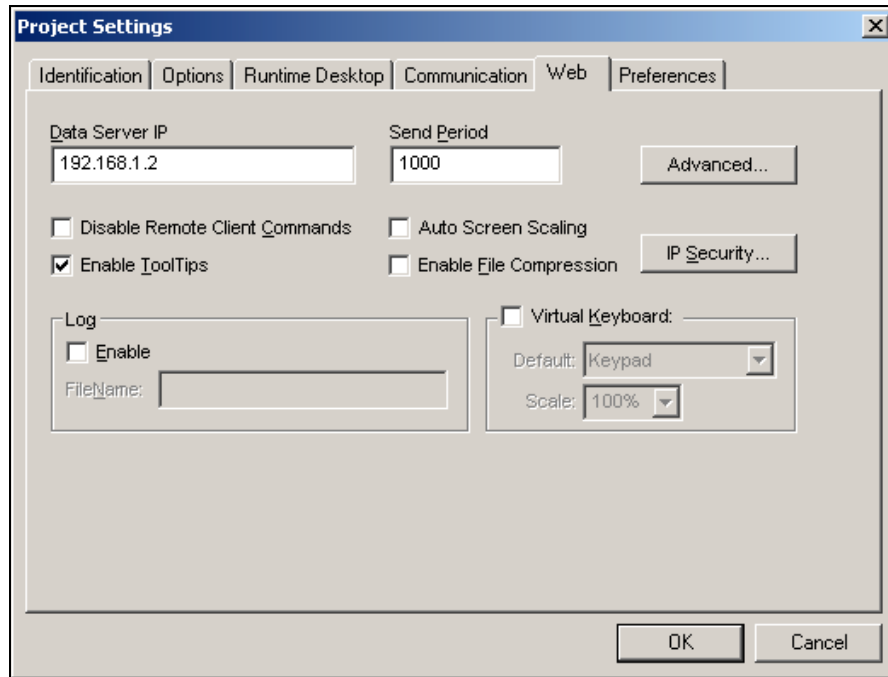 Project Settings
Identification Options Runtime Desktop Communication Web Preferences
Data Server IP Send Period
192.168.1.2 1000 Advanced...
Disable Remote Client Commands Auto Screen Scaling
Enable ToolTips Enable File Compression IP Security...
Log Virtual Keyboard:
Enable
Default: Keypad
FileName:
Scale: 100%
OK Cancel